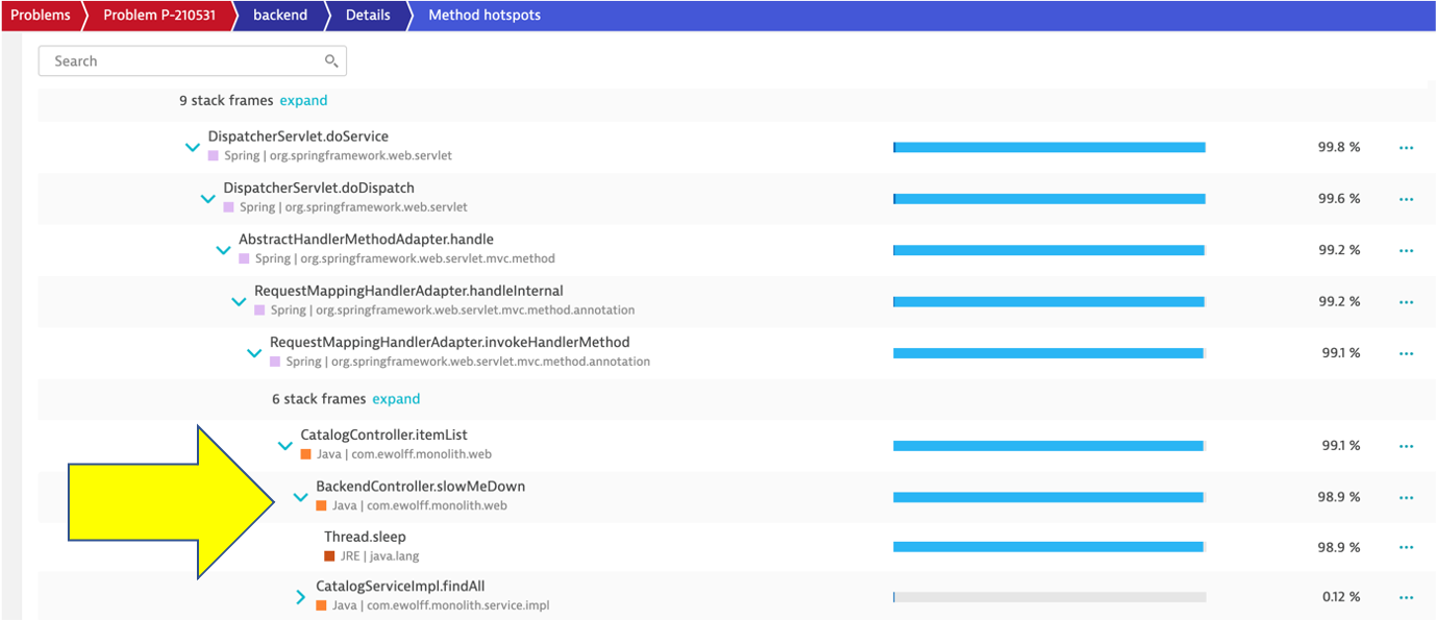 Problems Problem P-210531 backend Details Method hotspots
Search
9 stack frames expand
DispatcherServlet.doService
Spring | org.springframework.web.servlet
99.8 % ...
DispatcherServlet.doDispatch
Spring | org.springframework.web.servlet
99.6 % ...
AbstractHandlerMethodAdapter.handle
Spring | org.springframework.web.servlet.mvc.method
99.2 % ...
RequestMappingHandlerAdapter.handleInternal
Spring | org.springframework.web.servlet.mvc.method.annotation
99.2 % ...
RequestMappingHandlerAdapter.invokeHandlerMethod
Spring | org.springframework.web.servlet.mvc.method.annotation
99.1 % ...
6 stack frames expand
CatalogController.itemList
Java | com.ewolff.monolith.web
99.1 % ...
BackendController.slowMeDown
Java | com.ewolff.monolith.web
98.9 % ...
Thread.sleep
JRE | java.lang
98.9 % ...
CatalogServiceImpl.findAll
Java | com.ewolff.monolith.service.impl
0.12 % ...